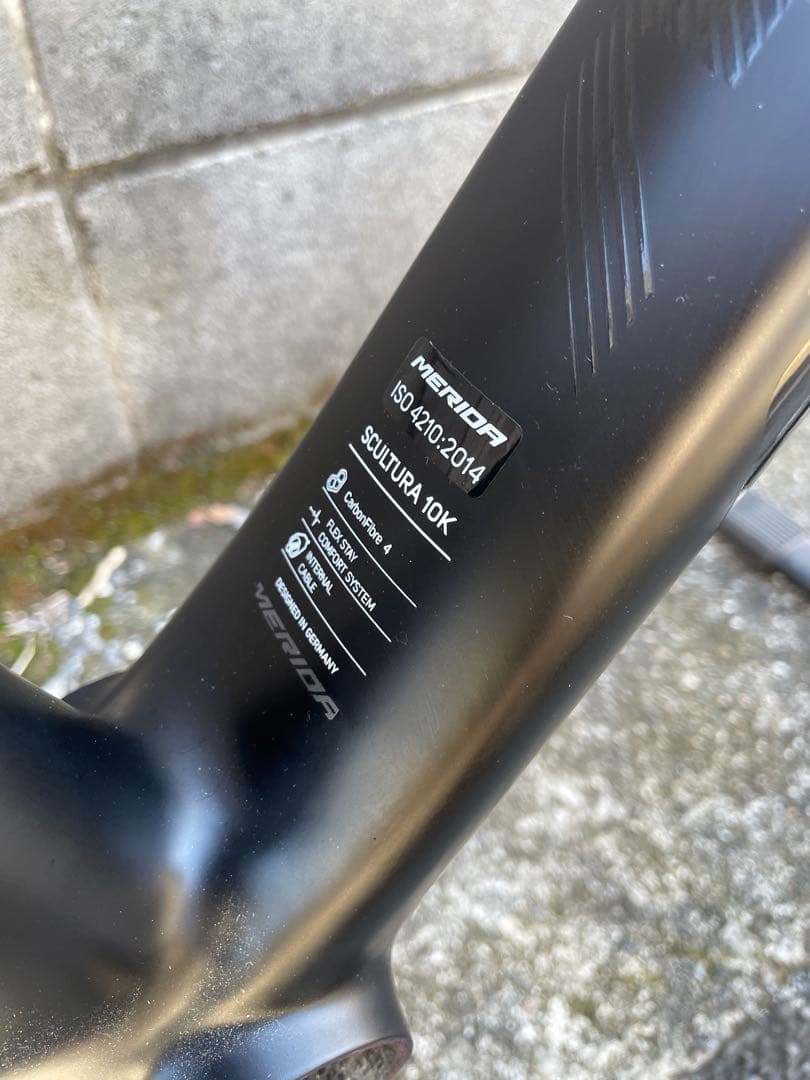 MERIDA
ISO 4210:2014
SCULTURA 10K
CarbonFibre 4
FLEX STAY
COMFORT SYSTEM
INTERNAL
CABLE
DESIGNED IN GERMANY
MERIDA